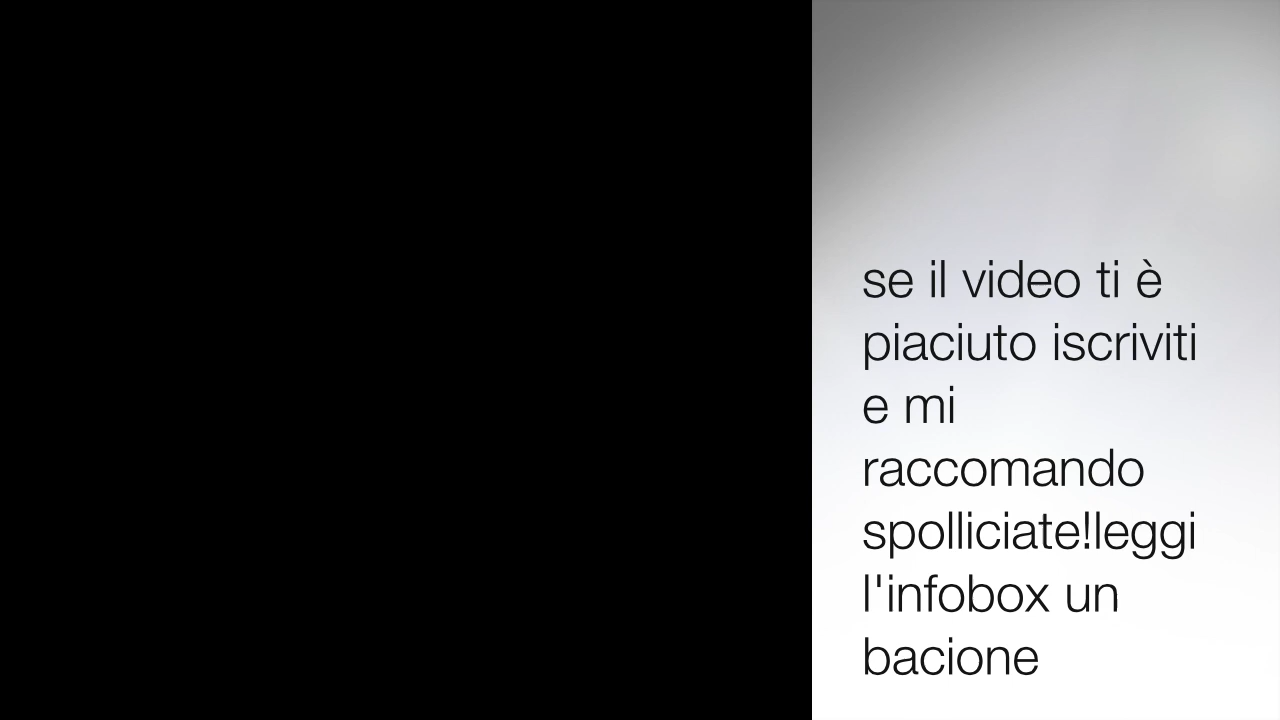 se il video ti è
piaciuto iscriviti
e mi
raccomando
spolliciate!leggi
l'infobox un
bacione